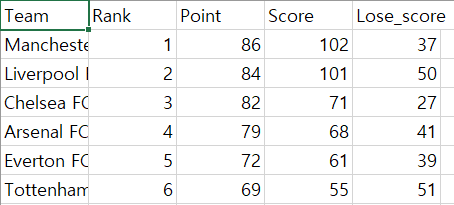 Team Rank Point Score Lose_score
Mancheste 1 86 102 37
Liverpool 2 84 101 50
Chelsea FC 3 82 71 27
Arsenal FC 4 79 68 41
Everton FC 5 72 61 39
Tottenham 6 69 55 51